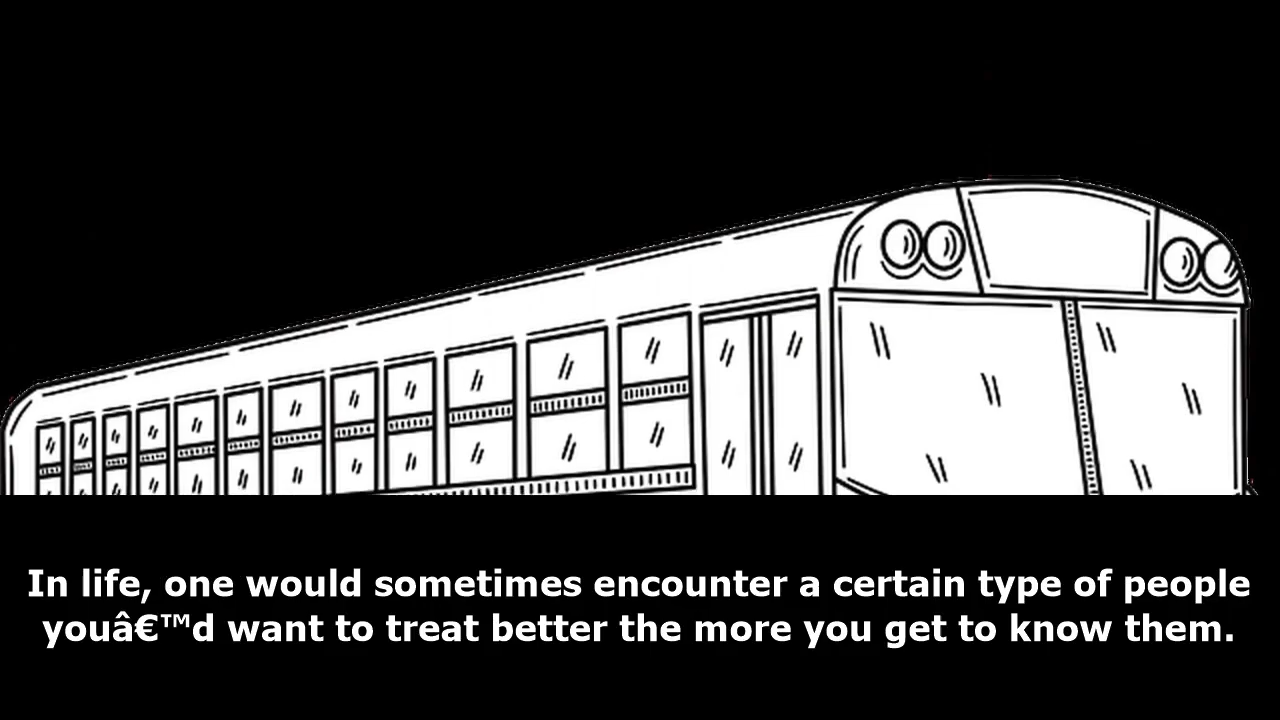 In life, one would sometimes encounter a certain type of people
youâ€™d want to treat better the more you get to know them.